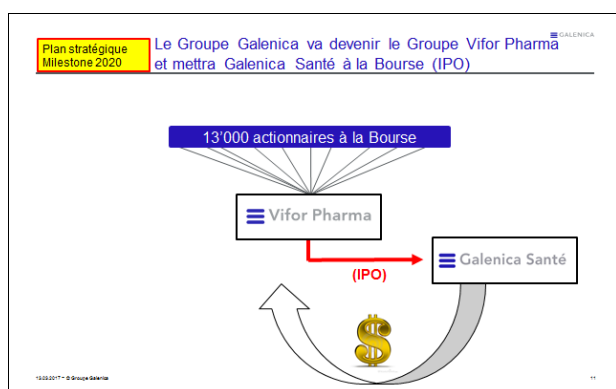 GALENICA
Plan stratégique
Milestone 2020
Le Groupe Galenica va devenir le Groupe Vifor Pharma
et mettra Galenica Santé à la Bourse (IPO)
13'000 actionnaires à la Bourse
Vifor Pharma
Galenica Santé
(IPO)
$
© Groupe Galenica
11